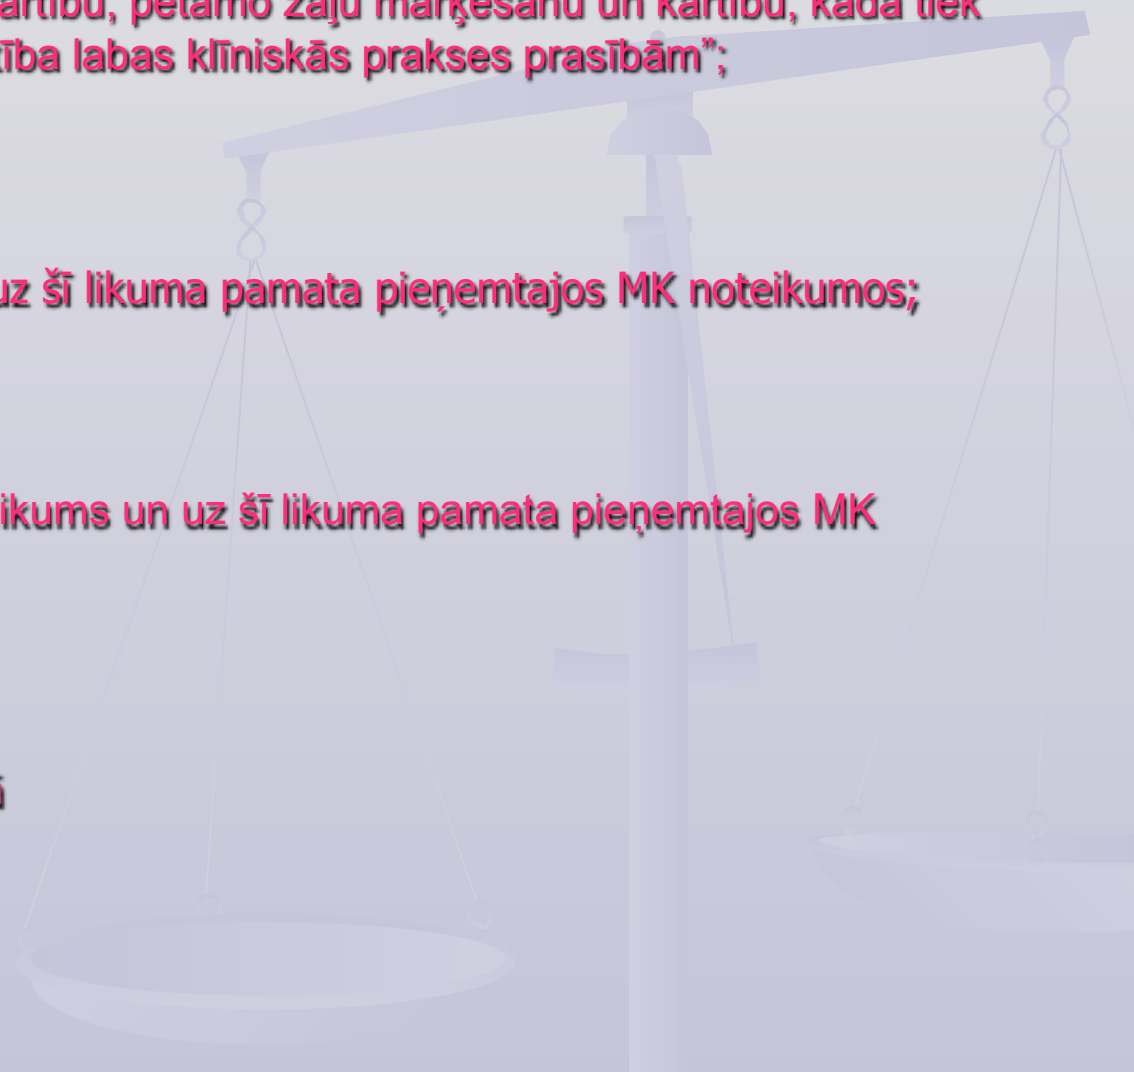 kārtību, pētāmo zāļu marķēšanu un kārtību, kādā tiek
tība labas klīniskās prakses prasībām”;
uz šī likuma pamata pieņemtajos MK noteikumos;
ikums un uz šī likuma pamata pieņemtajos MK